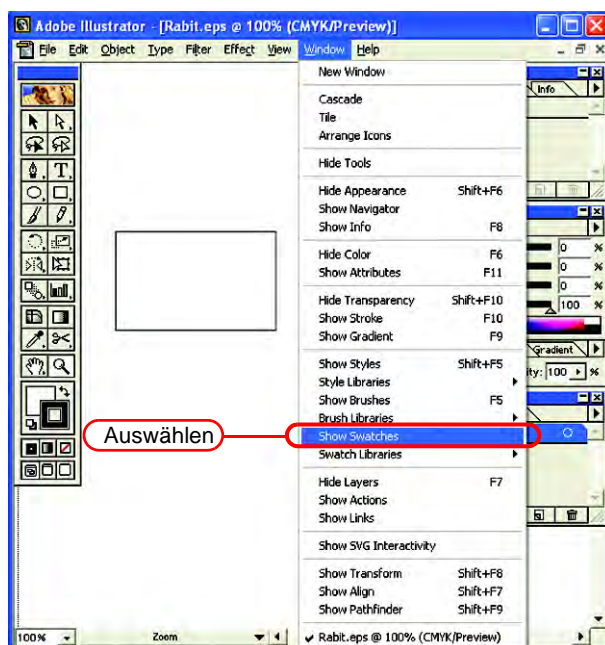 Adobe Illustrator - [Rabit.eps @ 100% (CMYK/Preview)]
File Edit Object Type Filter Effect View Window Help
New Window
Cascade
Tile
Arrange Icons
Hide Tools
Hide Appearance Shift+F6
Show Navigator
Show Info F8
Hide Color F6
Show Attributes F11
Hide Transparency Shift+F10
Show Stroke F10
Show Gradient F9
Show Styles Shift+F5
Style Libraries
Show Brushes F5
Brush Libraries
Auswählen
Show Swatches
Swatch Libraries
Hide Layers F7
Show Actions
Show Links
Show SVG Interactivity
Show Transform Shift+F8
Show Align Shift+F7
Show Pathfinder Shift+F9
Rabit.eps @ 100% (CMYK/Preview)
Info
0 %
0 %
0 %
100 %
Gradient
ity: 100 %
T
100% Zoom